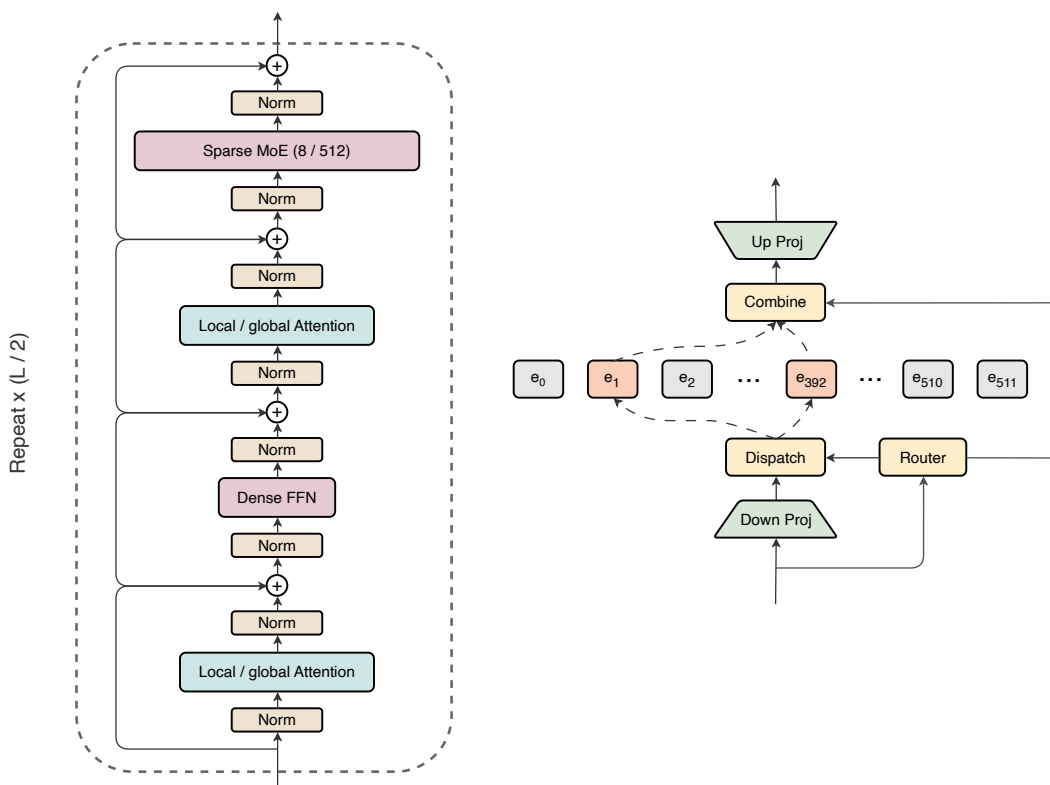 Repeat x (L / 2)
Norm
Sparse MoE (8 / 512)
Norm
Norm
Local / global Attention
Norm
Norm
Dense FFN
Norm
Norm
Local / global Attention
Norm
Up Proj
Combine
e0 e1 e2 ... e392 ... e510 e511
Dispatch Router
Down Proj